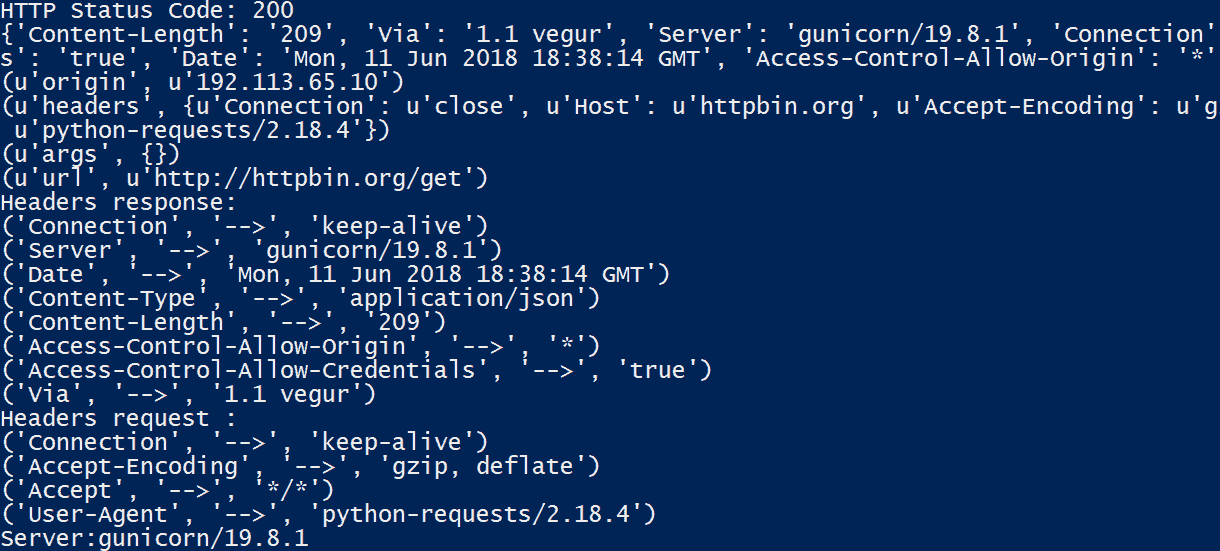 HTTP Status Code: 200
{'Content-Length': '209', 'Via': '1.1 vegur', 'Server': 'gunicorn/19.8.1', 'Connection'
s': 'true', 'Date': 'Mon, 11 Jun 2018 18:38:14 GMT', 'Access-Control-Allow-Origin': '*'
(u'origin', u'192.113.65.10')
(u'headers', {u'Connection': u'close', u'Host': u'httpbin.org', u'Accept-Encoding': u'g
 u'python-requests/2.18.4'})
(u'args', {})
(u'url', u'http://httpbin.org/get')
Headers response:
('Connection', '-->', 'keep-alive')
('Server', '-->', 'gunicorn/19.8.1')
('Date', '-->', 'Mon, 11 Jun 2018 18:38:14 GMT')
('Content-Type', '-->', 'application/json')
('Content-Length', '-->', '209')
('Access-Control-Allow-Origin', '-->', '*')
('Access-Control-Allow-Credentials', '-->', 'true')
('Via', '-->', '1.1 vegur')
Headers request :
('Connection', '-->', 'keep-alive')
('Accept-Encoding', '-->', 'gzip, deflate')
('Accept', '-->', '*/*')
('User-Agent', '-->', 'python-requests/2.18.4')
Server:gunicorn/19.8.1